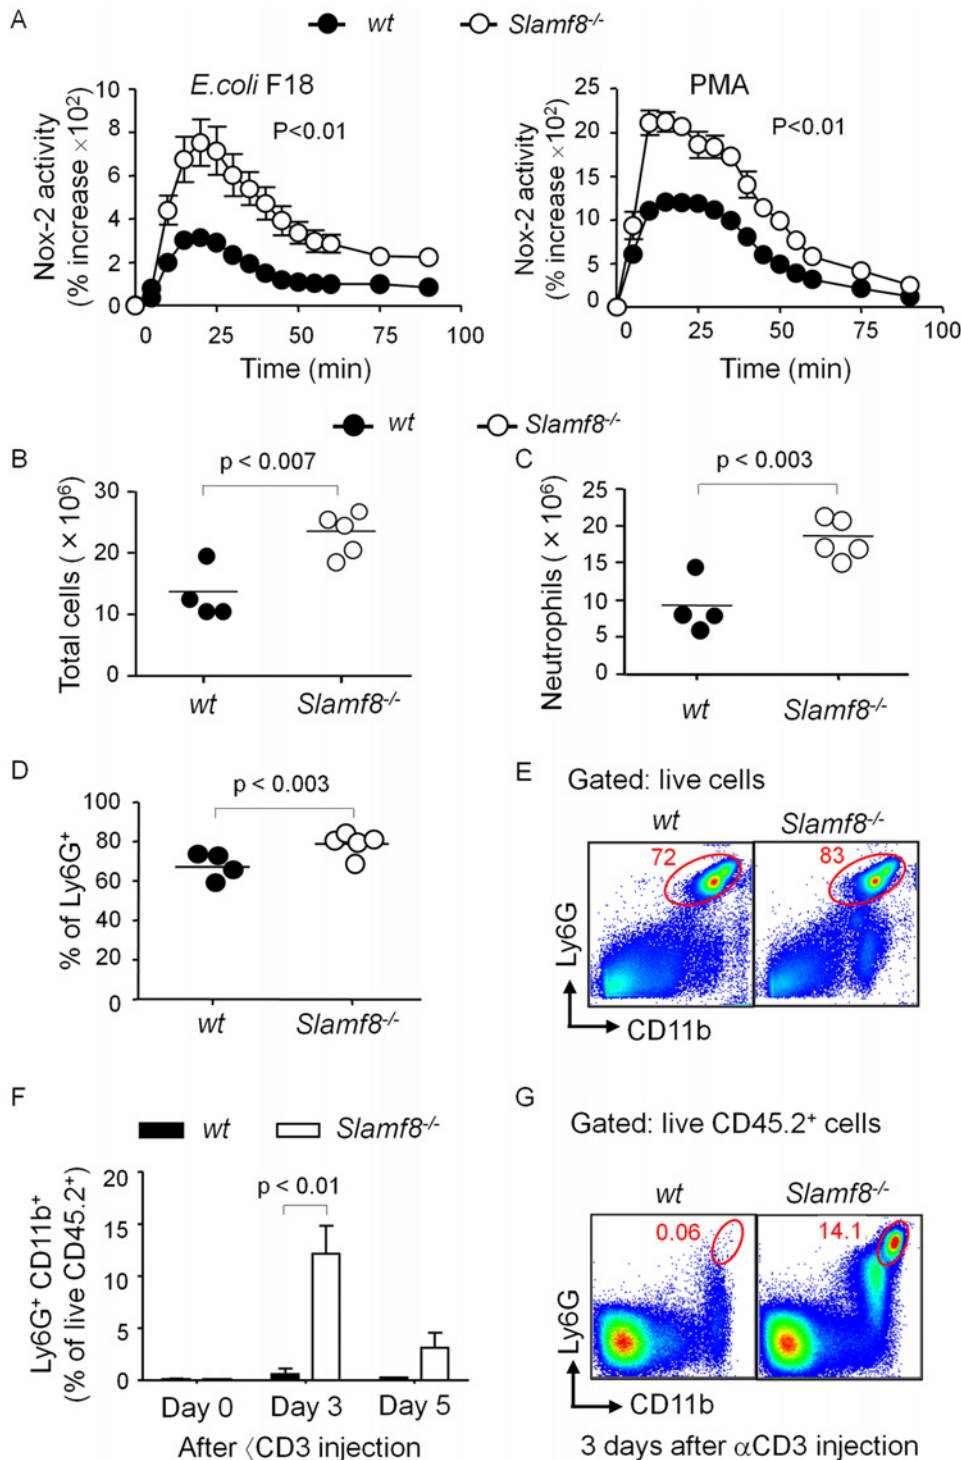 A
wt Slamf8-/-
E.coli F18
P<0.01
Nox-2 activity
(% increase ×10²)
10
8
6
4
2
0
0 25 50 75 100
Time (min)
PMA
P<0.01
Nox-2 activity
(% increase ×10²)
25
20
15
10
5
0
0 25 50 75 100
Time (min)
wt Slamf8-/-
B
p < 0.007
Total cells ( × 10⁶)
30
20
10
0
wt Slamf8-/-
C
p < 0.003
Neutrophils ( × 10⁶)
25
20
15
10
5
0
wt Slamf8-/-
D
p < 0.003
% of Ly6G⁺
100
80
60
40
20
0
wt Slamf8-/-
E
Gated: live cells
wt Slamf8-/-
72 83
Ly6G
CD11b
F
wt Slamf8-/-
p < 0.01
Ly6G⁺ CD11b⁺
(% of live CD45.2⁺)
20
15
10
5
0
Day 0 Day 3 Day 5
After ⟨CD3 injection
G
Gated: live CD45.2⁺ cells
wt Slamf8-/-
0.06 14.1
Ly6G
CD11b
3 days after αCD3 injection